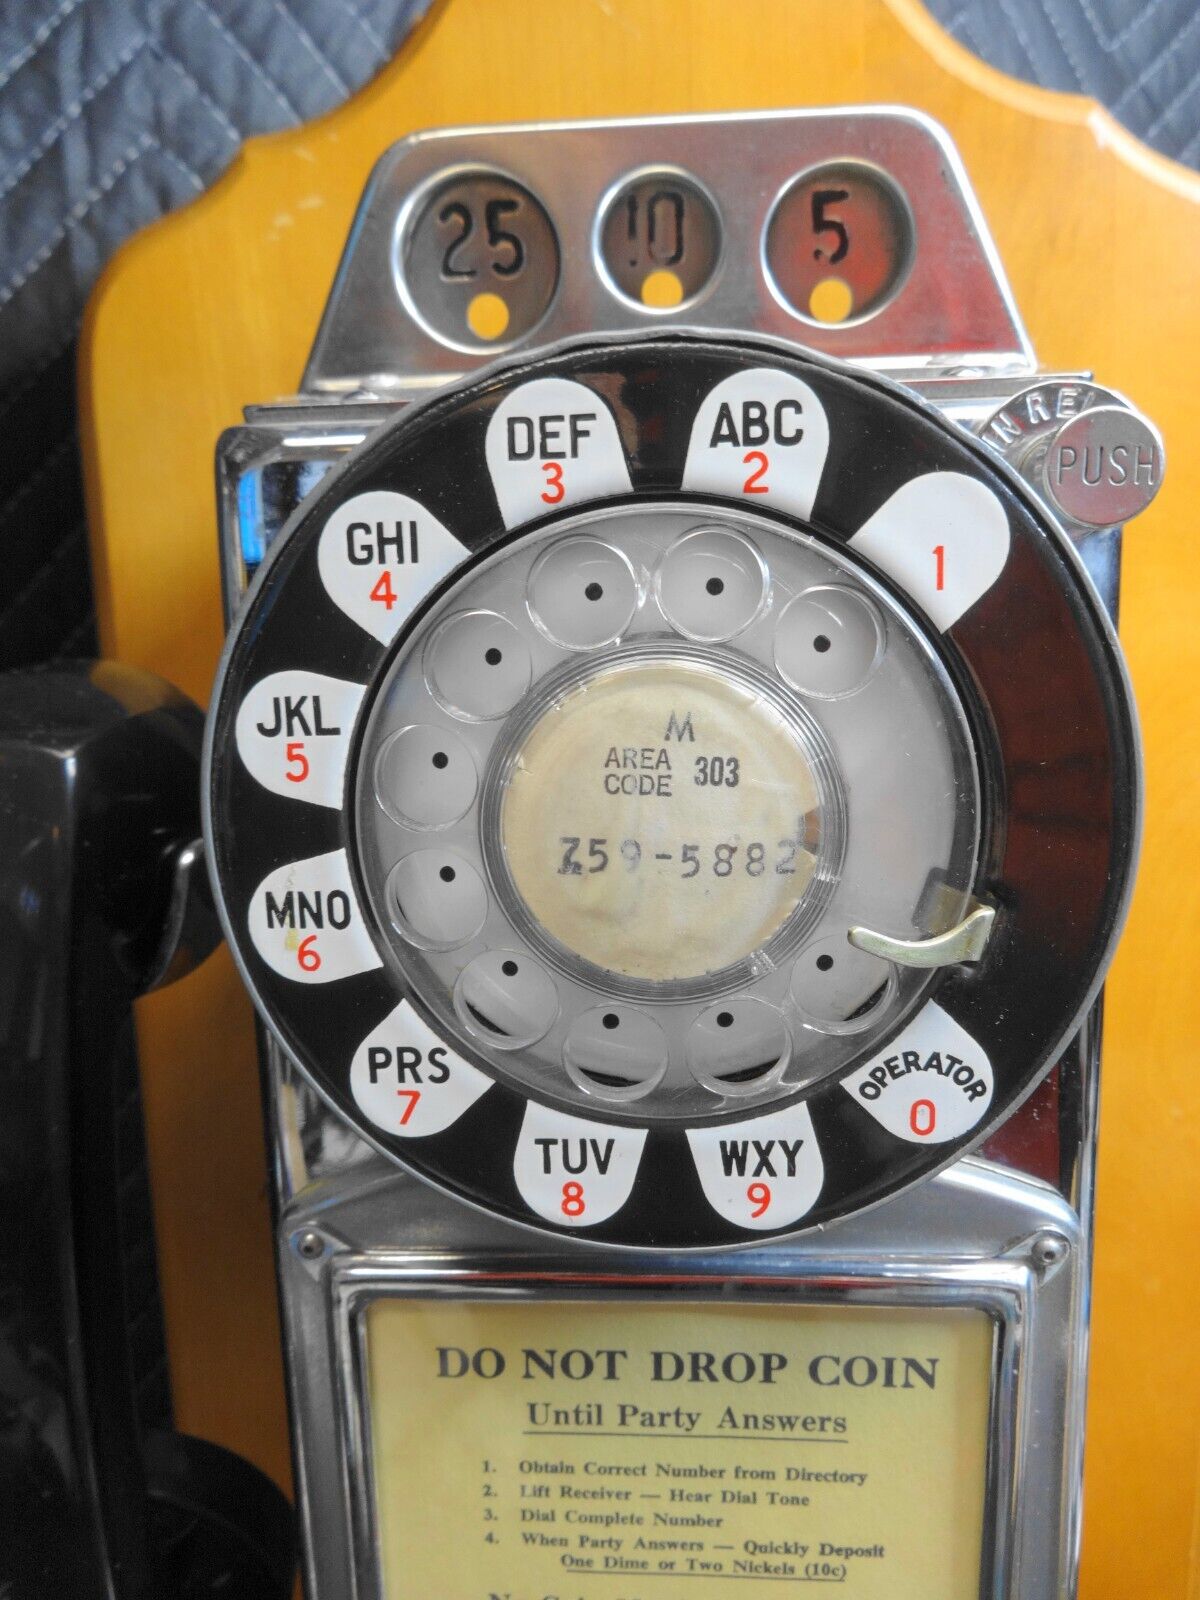 25 10 5
IN RE
PUSH
ABC
2
DEF
3
1
GHI
4
JKL
5
MNO
6
PRS
7
TUV
8
WXY
9
OPERATOR
0
M
AREA CODE 303
759-5882
DO NOT DROP COIN
Until Party Answers
1. Obtain Correct Number from Directory
2. Lift Receiver — Hear Dial Tone
3. Dial Complete Number
4. When Party Answers — Quickly Deposit
One Dime or Two Nickels (10c)